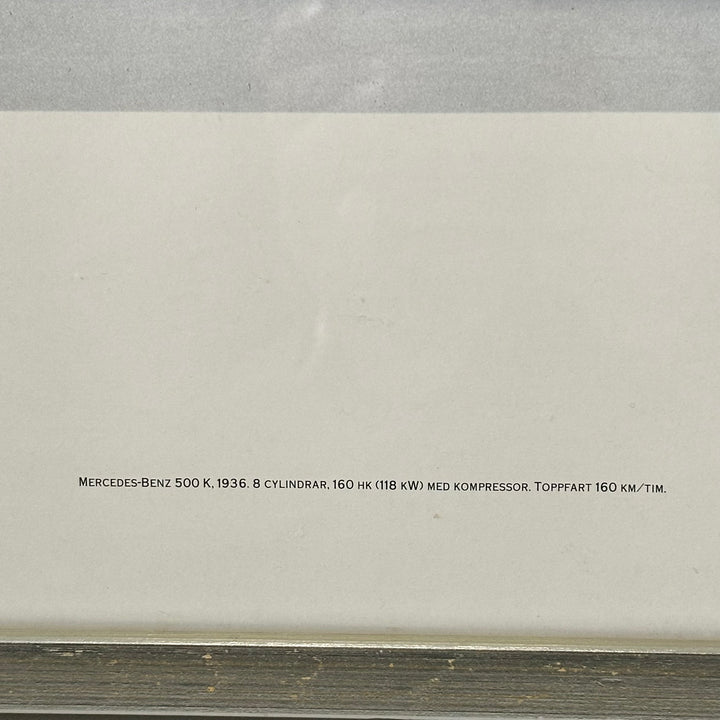 Mercedes-Benz 500 K, 1936. 8 cylindrar, 160 hk (118 kW) med kompressor. Toppfart 160 km/tim.